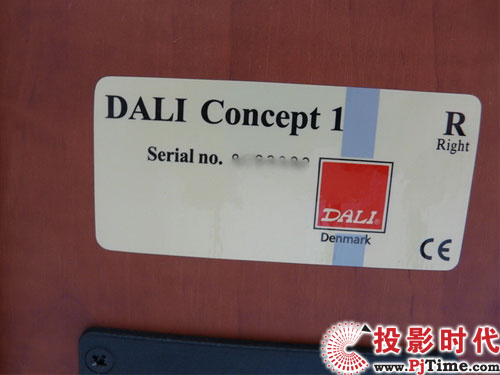 DALI Concept 1
R
Right
Serial no.
DALI
Denmark
CE
投影时代
www.PjTime.com